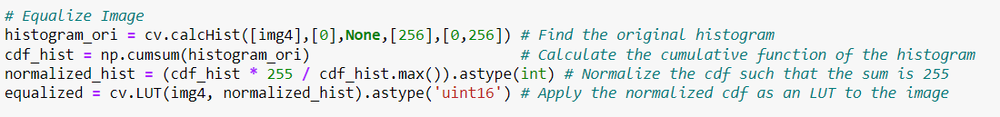 # Equalize Image
histogram_ori = cv.calcHist([img4],[0],None,[256],[0,256]) # Find the original histogram
cdf_hist = np.cumsum(histogram_ori) # Calculate the cumulative function of the histogram
normalized_hist = (cdf_hist * 255 / cdf_hist.max()).astype(int) # Normalize the cdf such that the sum is 255
equalized = cv.LUT(img4, normalized_hist).astype('uint16') # Apply the normalized cdf as an LUT to the image